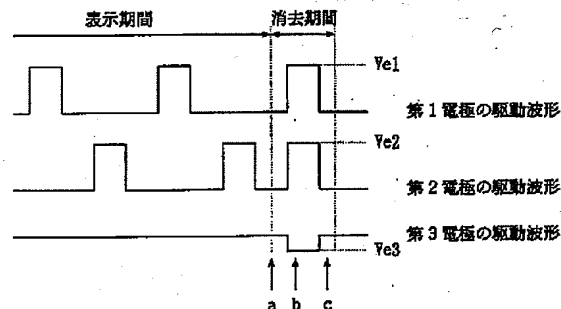 表示期間 消去期間
Ve1
第1電極の駆動波形
Ve2
第2電極の駆動波形
第3電極の駆動波形
Ve3
a b c